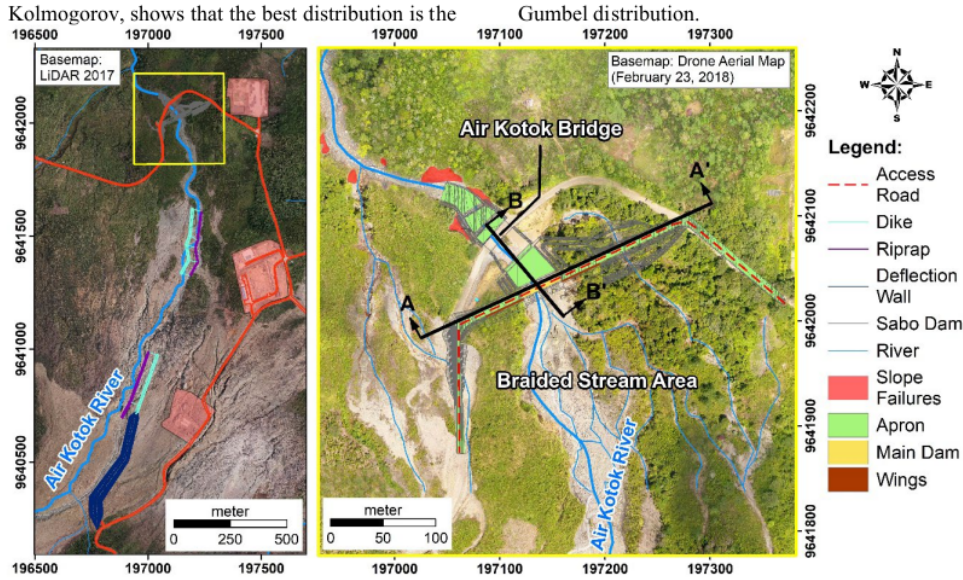 Kolmogorov, shows that the best distribution is the Gumbel distribution.
196500 197000 197500
Basemap:
LiDAR 2017
9642000
9641500
9641000
9640500
Air Kotok River
meter
0 250 500
196500 197000 197500
197000 197100 197200 197300
Basemap: Drone Aerial Map
(February 23, 2018)
Air Kotok Bridge
A'
B
B'
A
Braided Stream Area
Air Kotok River
meter
0 50 100
9642200
9642100
9642000
9641900
9641800
197000 197100 197200 197300
N
W E
S
Legend:
Access
Road
Dike
Riprap
Deflection
Wall
Sabo Dam
River
Slope
Failures
Apron
Main Dam
Wings